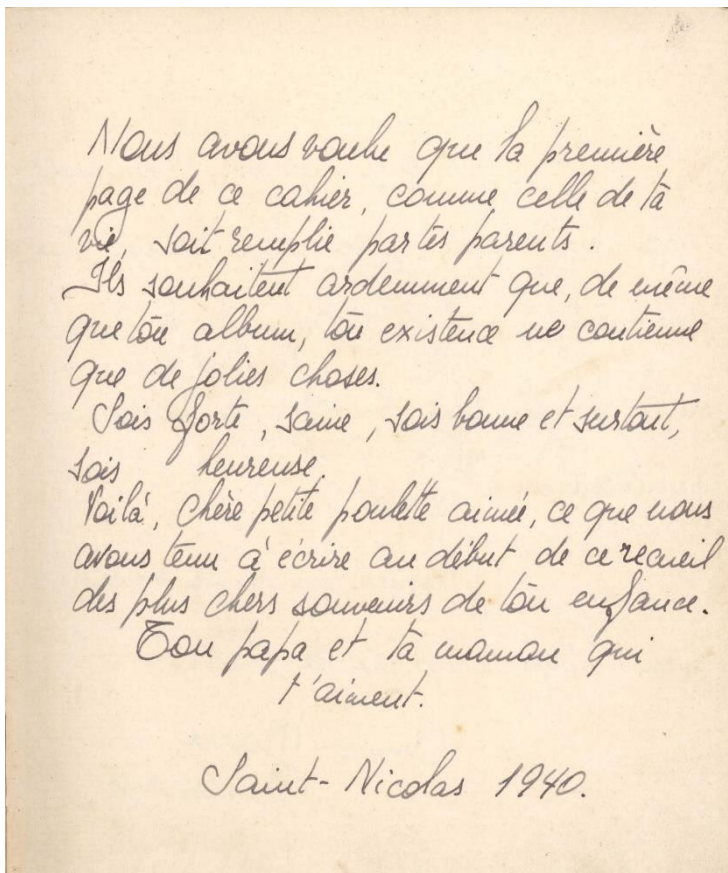 Nous avons voulu que la première
page de ce cahier, comme celle de ta
vie, soit remplie par tes parents.
Ils souhaitent ardemment que, de même
que ton album, ton existence ne contienne
que de jolies choses.
Sois forte, saine, sois bonne et surtout,
sois heureuse.
Voilà, chère petite poulette aimée, ce que nous
avons tenu à écrire au début de ce recueil
des plus chers souvenirs de ton enfance.
Ton papa et ta maman qui
t'aiment.
Saint-Nicolas 1940.